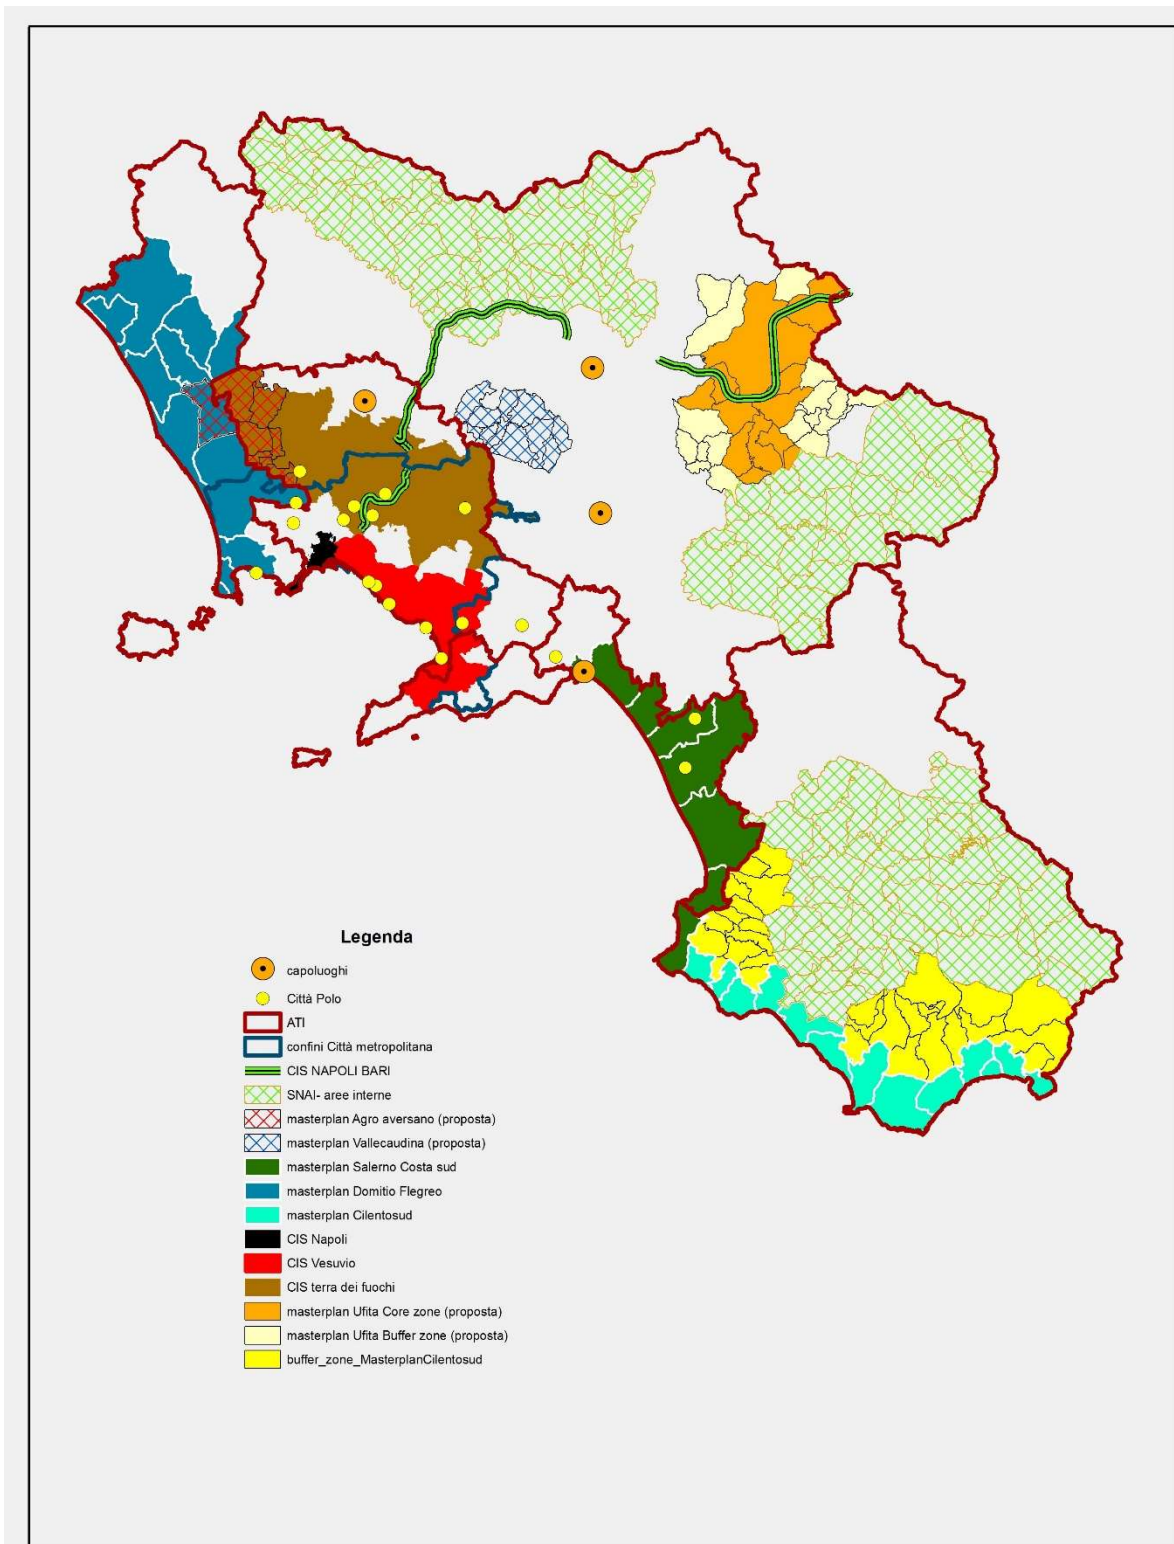 Legenda
capoluoghi
Città Polo
ATI
confini Città metropolitana
CIS NAPOLI BARI
SNAI- aree interne
masterplan Agro aversano (proposta)
masterplan Vallecaudina (proposta)
masterplan Salerno Costa sud
masterplan Domitio Flegreo
masterplan Cilentosud
CIS Napoli
CIS Vesuvio
CIS terra dei fuochi
masterplan Ufita Core zone (proposta)
masterplan Ufita Buffer zone (proposta)
buffer_zone_MasterplanCilentosud